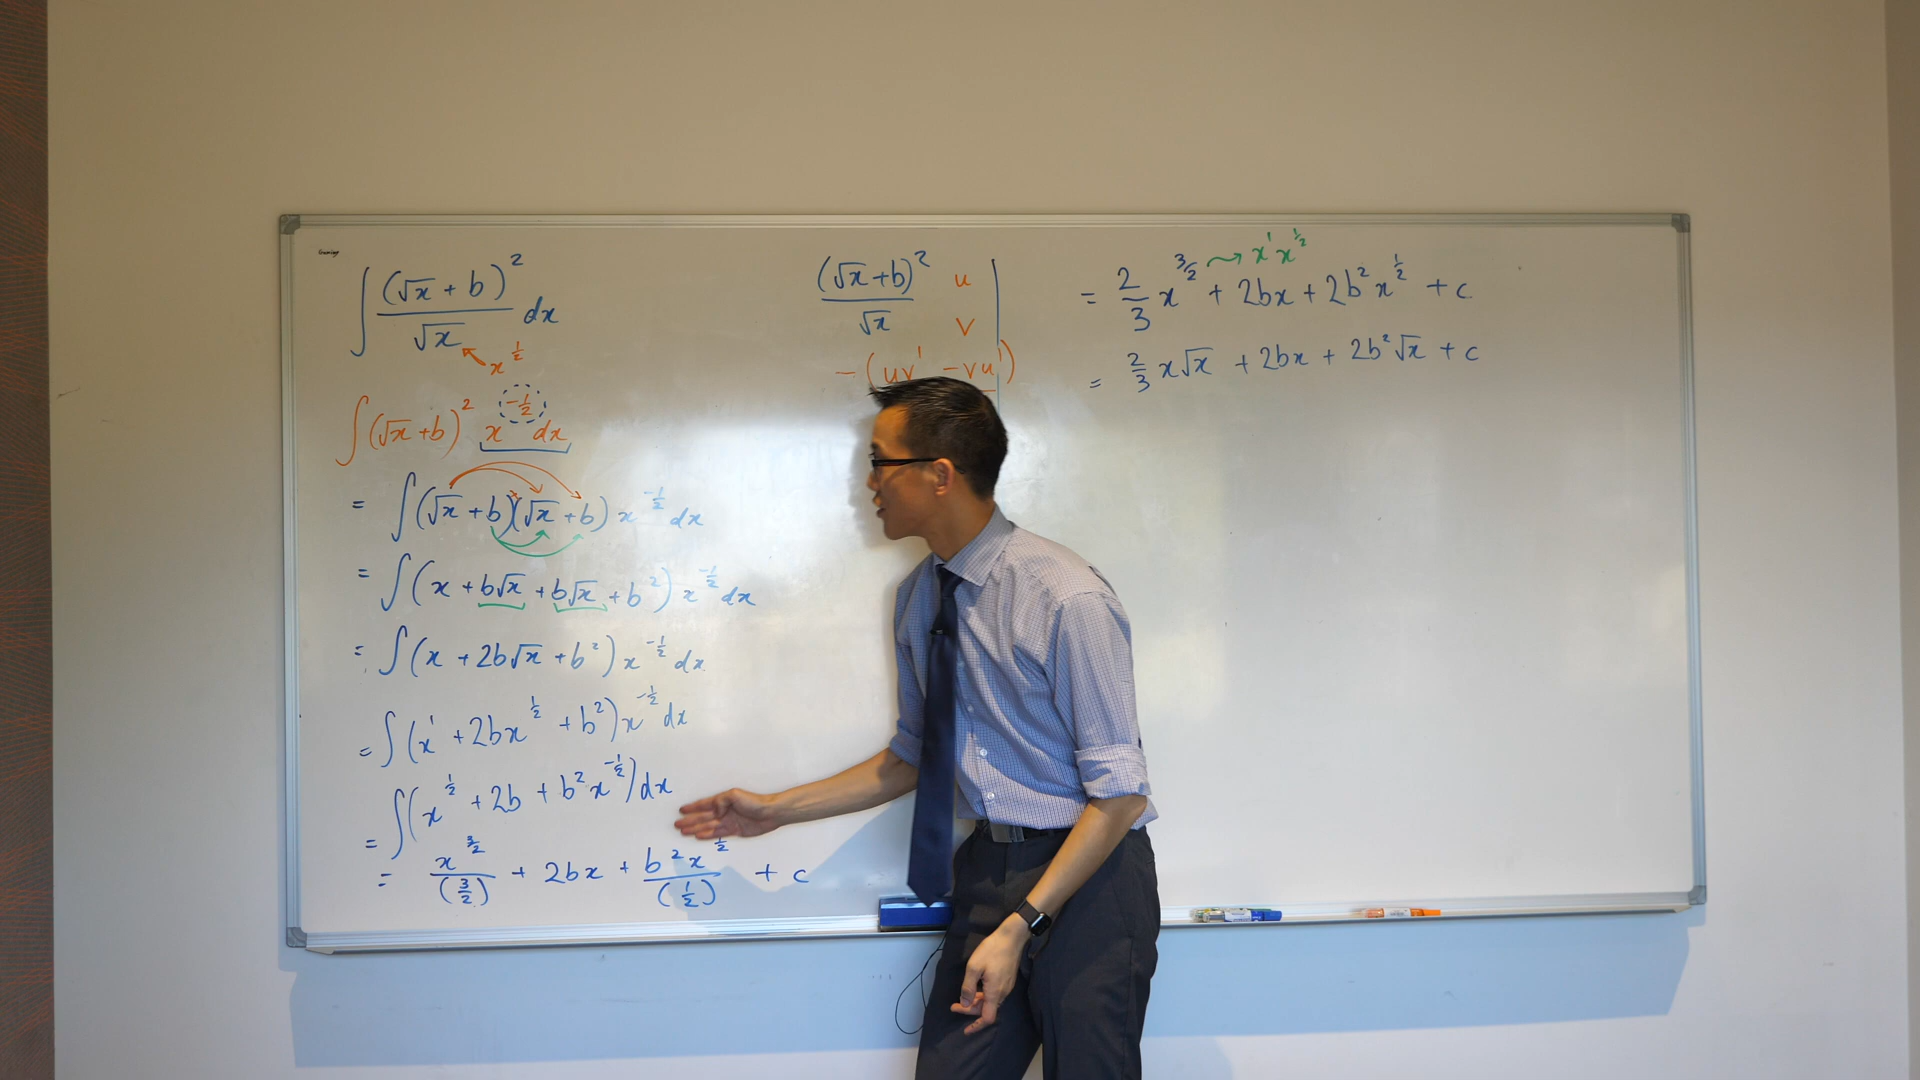 ∫ (√x + b)² / √x dx
x^(1/2)
∫ (√x + b)² x^(-1/2) dx
= ∫ (√x + b)(√x + b) x^(-1/2) dx
= ∫ (x + b√x + b√x + b²) x^(-1/2) dx
= ∫ (x + 2b√x + b²) x^(-1/2) dx
= ∫ (x¹ + 2bx^(1/2) + b²) x^(-1/2) dx
= ∫ (x^(1/2) + 2b + b²x^(-1/2)) dx
= x^(3/2) / (3/2) + 2bx + b²x^(1/2) / (1/2) + c
(√x + b)² / √x
u
v
- (uv' - vu')
x¹ x^(1/2)
= 2/3 x^(3/2) + 2bx + 2b²x^(1/2) + c
= 2/3 x√x + 2bx + 2b²√x + c